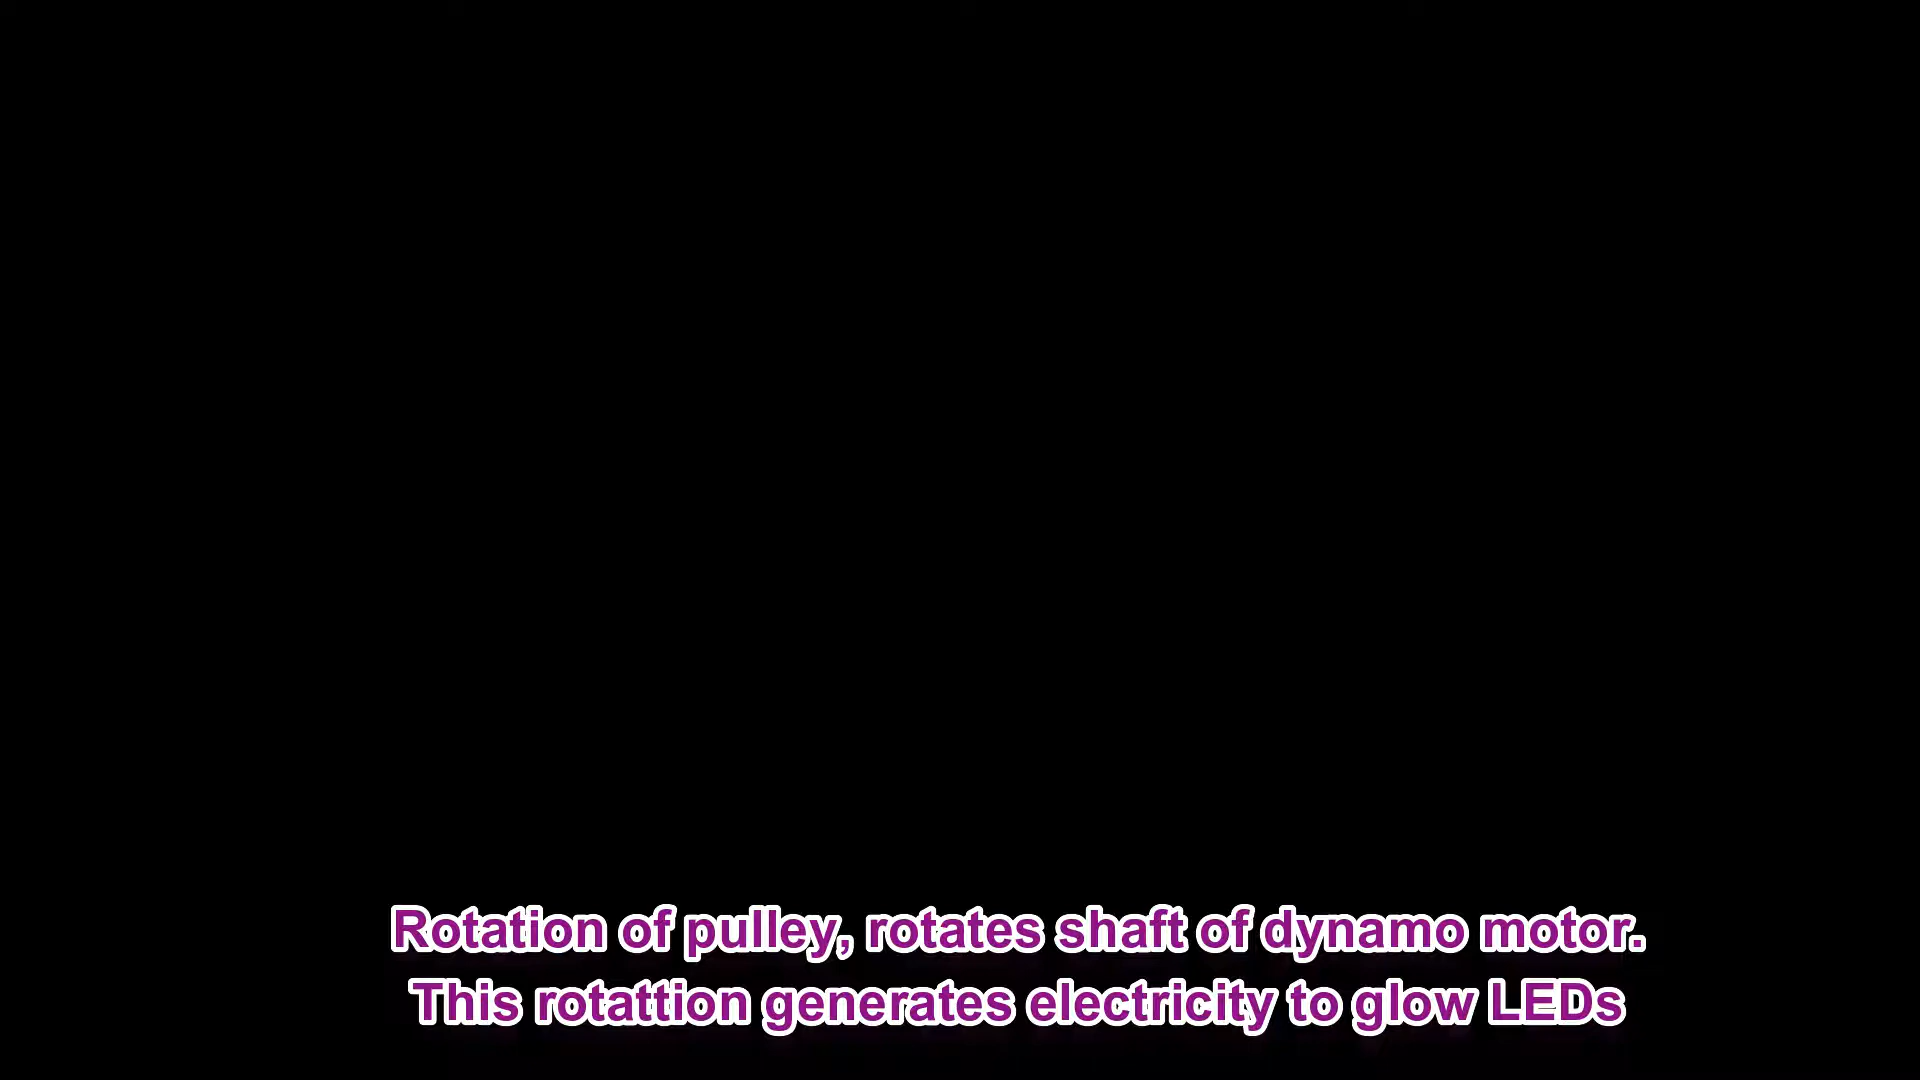 Rotation of pulley, rotates shaft of dynamo motor.
This rotattion generates electricity to glow LEDs